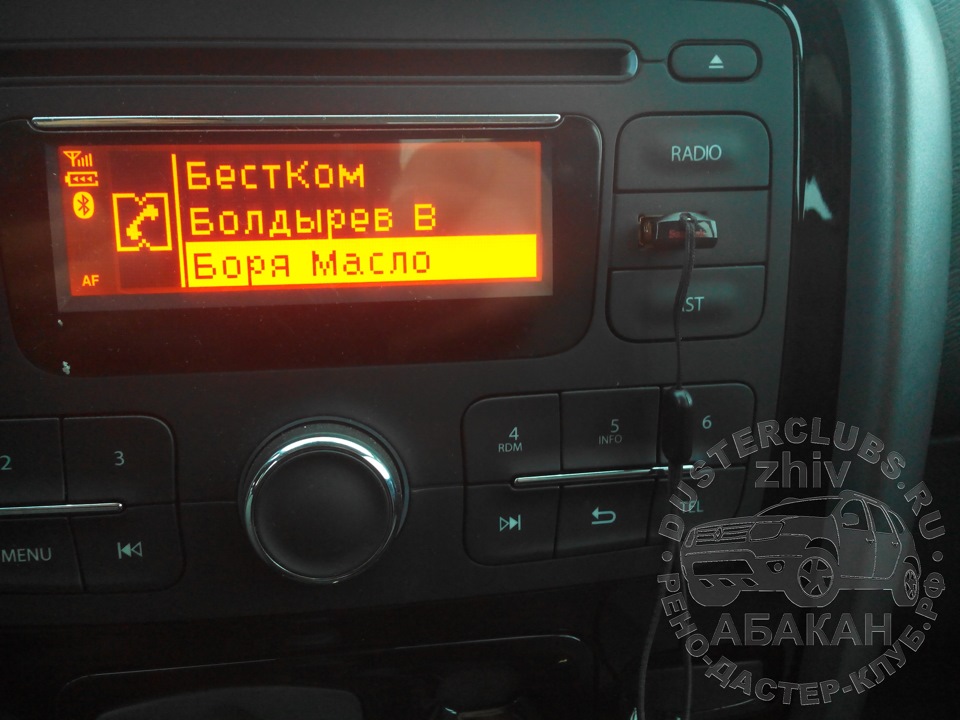 RADIO
БестКом
Болдырев В
Боря Масло
AF
2
3
4
RDM
5
INFO
6
MENU
TEL
DUSTERCLUBS.RU
zhiv
АБАКАН
РЕНО-ДАСТЕР-КЛУБ.РФ